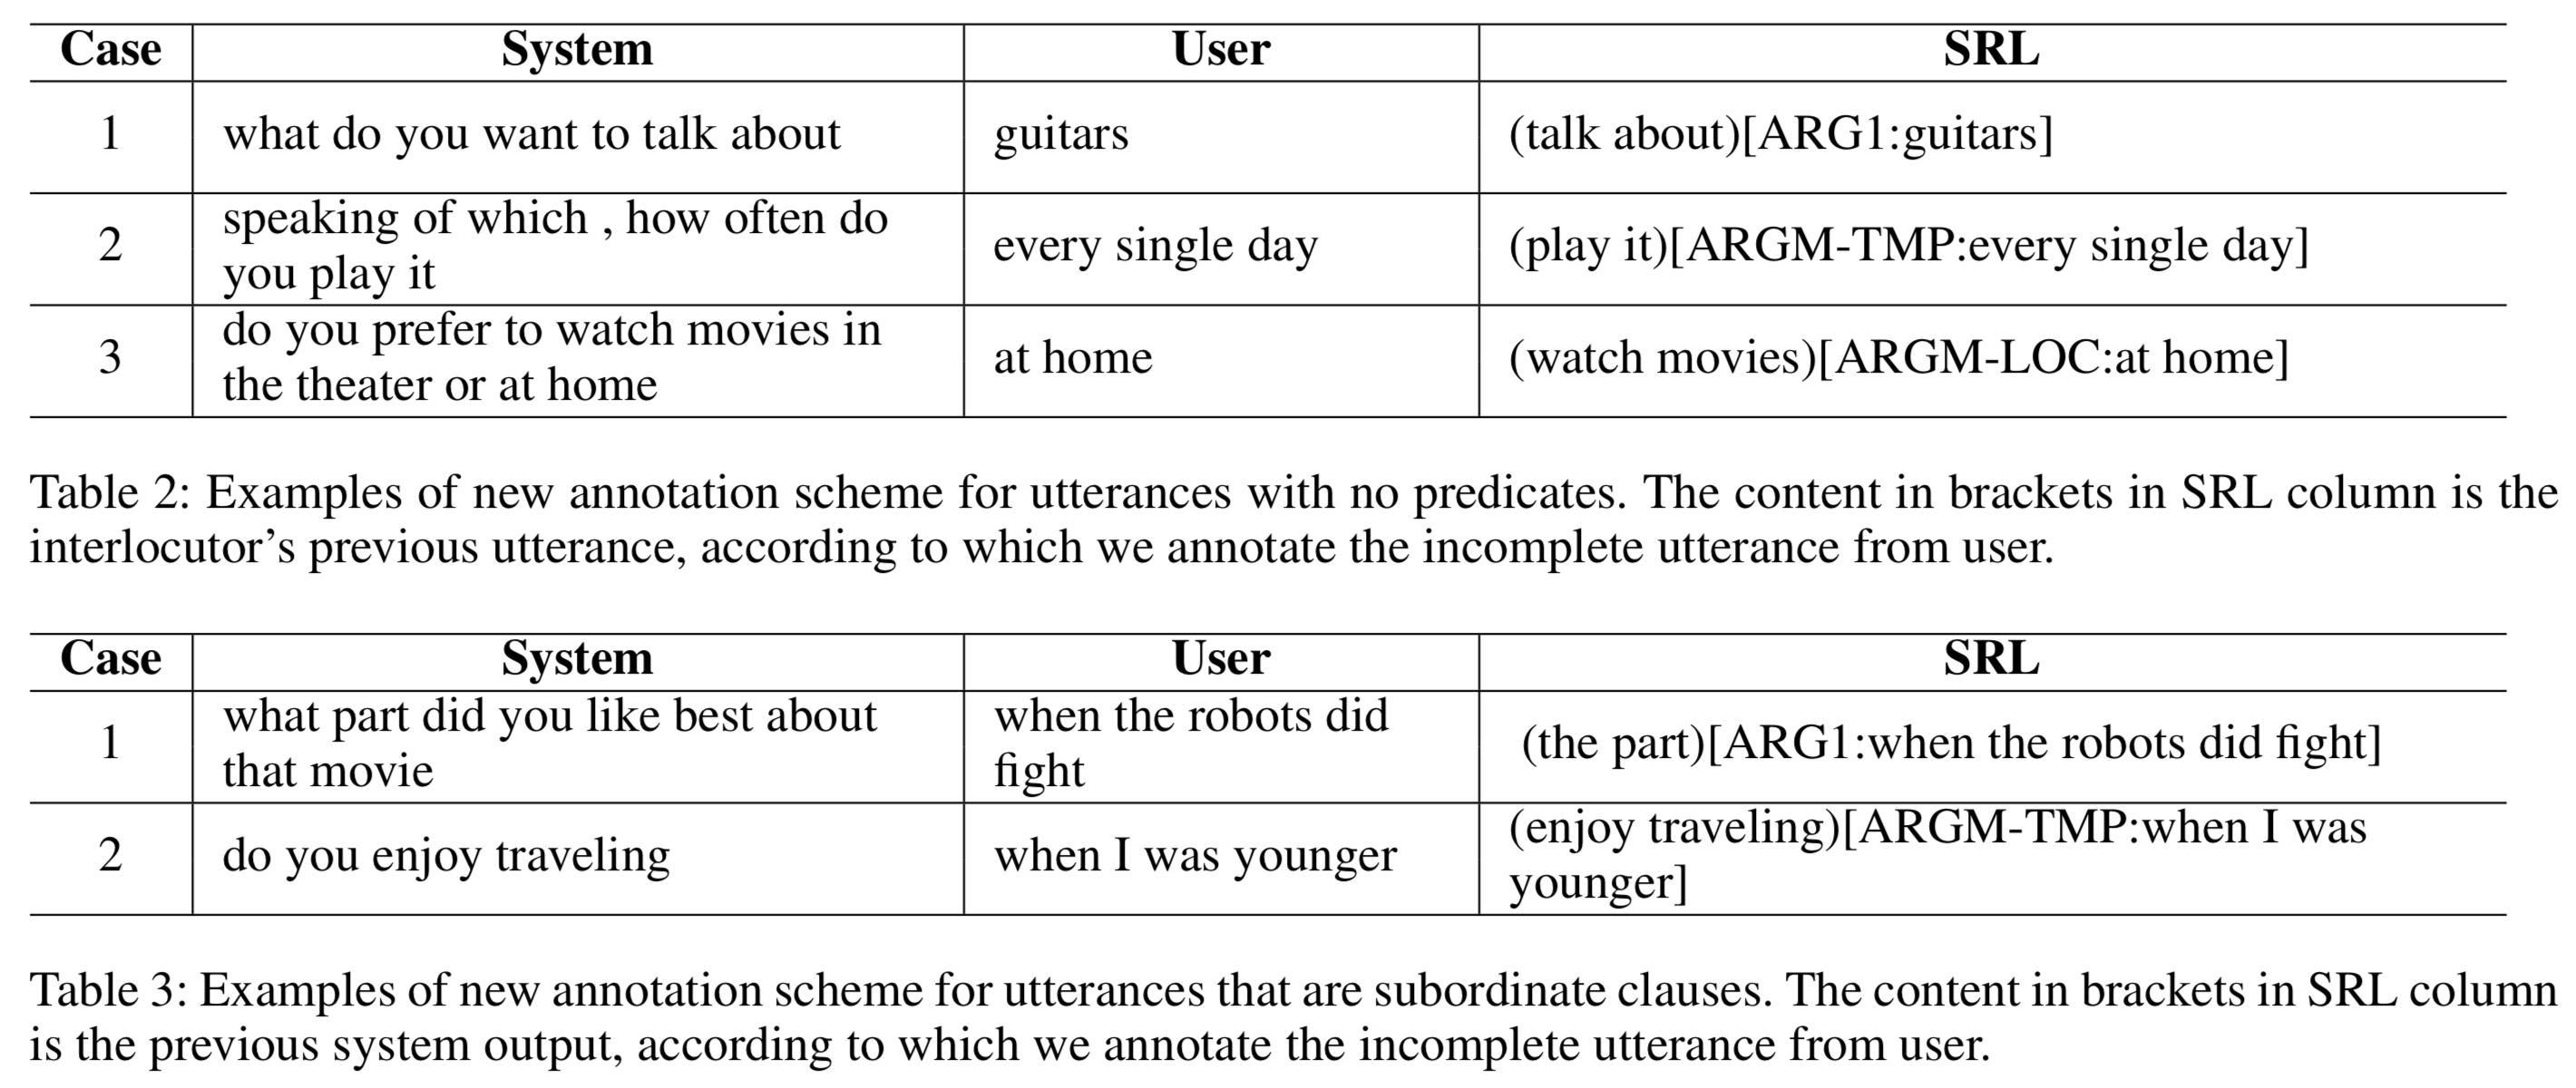 Case System User SRL
1 what do you want to talk about guitars (talk about)[ARG1:guitars]
2 speaking of which , how often do you play it every single day (play it)[ARGM-TMP:every single day]
3 do you prefer to watch movies in the theater or at home at home (watch movies)[ARGM-LOC:at home]
Table 2: Examples of new annotation scheme for utterances with no predicates. The content in brackets in SRL column is the
interlocutor's previous utterance, according to which we annotate the incomplete utterance from user.
Case System User SRL
1 what part did you like best about that movie when the robots did fight (the part)[ARG1:when the robots did fight]
2 do you enjoy traveling when I was younger (enjoy traveling)[ARGM-TMP:when I was younger]
Table 3: Examples of new annotation scheme for utterances that are subordinate clauses. The content in brackets in SRL column
is the previous system output, according to which we annotate the incomplete utterance from user.